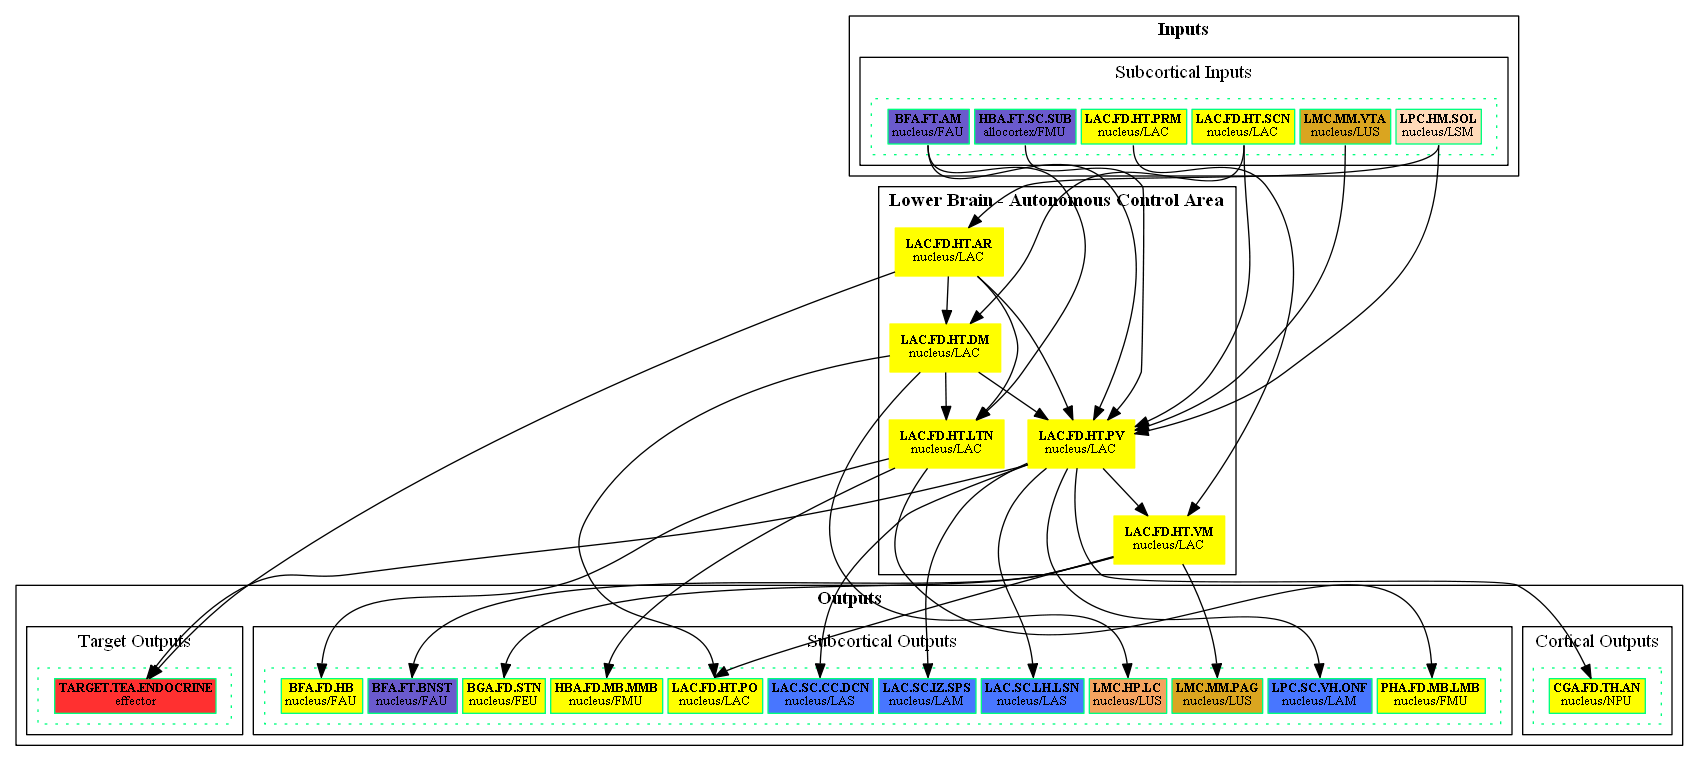 Inputs
Subcortical Inputs
BFA.FT.AM
nucleus/FAU
HBA.FT.SC.SUB
allocortex/FMU
LAC.FD.HT.PRM
nucleus/LAC
LAC.FD.HT.SCN
nucleus/LAC
LMC.MM.VTA
nucleus/LUS
LPC.HM.SOL
nucleus/LSM
Lower Brain - Autonomous Control Area
LAC.FD.HT.AR
nucleus/LAC
LAC.FD.HT.DM
nucleus/LAC
LAC.FD.HT.LTN
nucleus/LAC
LAC.FD.HT.PV
nucleus/LAC
LAC.FD.HT.VM
nucleus/LAC
Outputs
Target Outputs
TARGET.TEA.ENDOCRINE
effector
Subcortical Outputs
BFA.FD.HB
nucleus/FAU
BFA.FT.BNST
nucleus/FAU
BGA.FD.STN
nucleus/FEU
HBA.FD.MB.MMB
nucleus/FMU
LAC.FD.HT.PO
nucleus/LAC
LAC.SC.CC.DCN
nucleus/LAS
LAC.SC.IZ.SPS
nucleus/LAM
LAC.SC.LH.LSN
nucleus/LAS
LMC.HP.LC
nucleus/LUS
LMC.MM.PAG
nucleus/LUS
LPC.SC.VH.ONF
nucleus/LAM
PHA.FD.MB.LMB
nucleus/FMU
Cortical Outputs
CGA.FD.TH.AN
nucleus/NPU